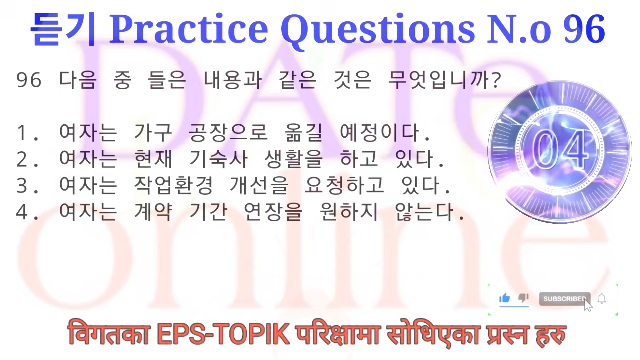 듣기 Practice Questions N.o 96
96 다음 중 들은 내용과 같은 것은 무엇입니까?
1. 여자는 가구 공장으로 옮길 예정이다.
2. 여자는 현재 기숙사 생활을 하고 있다.
3. 여자는 작업환경 개선을 요청하고 있다.
4. 여자는 계약 기간 연장을 원하지 않는다.
04
DATe
online
SUBSCRIBED
विगतका EPS-TOPIK परिक्षामा सोधिएका प्रस्न हरु